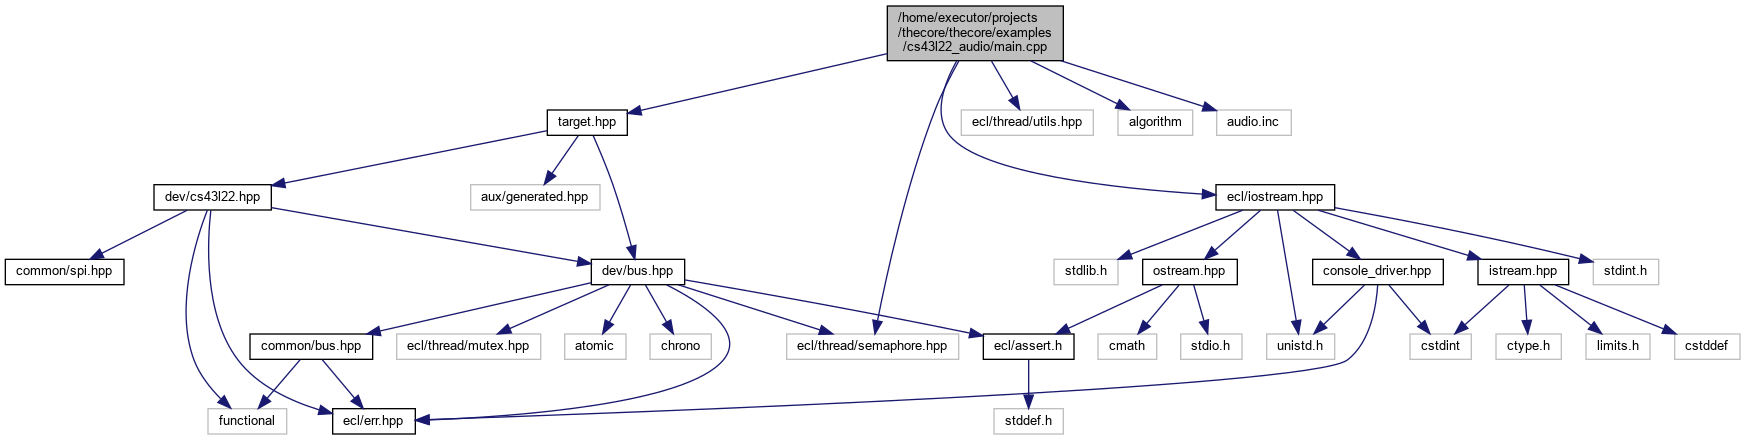 /home/executor/projects
/thecore/thecore/examples
/cs43l22_audio/main.cpp
target.hpp
ecl/thread/utils.hpp
algorithm
audio.inc
dev/cs43l22.hpp
aux/generated.hpp
ecl/iostream.hpp
common/spi.hpp
dev/bus.hpp
stdlib.h
ostream.hpp
console_driver.hpp
istream.hpp
stdint.h
common/bus.hpp
ecl/thread/mutex.hpp
atomic
chrono
ecl/thread/semaphore.hpp
ecl/assert.h
cmath
stdio.h
unistd.h
cstdint
ctype.h
limits.h
cstddef
functional
ecl/err.hpp
stddef.h